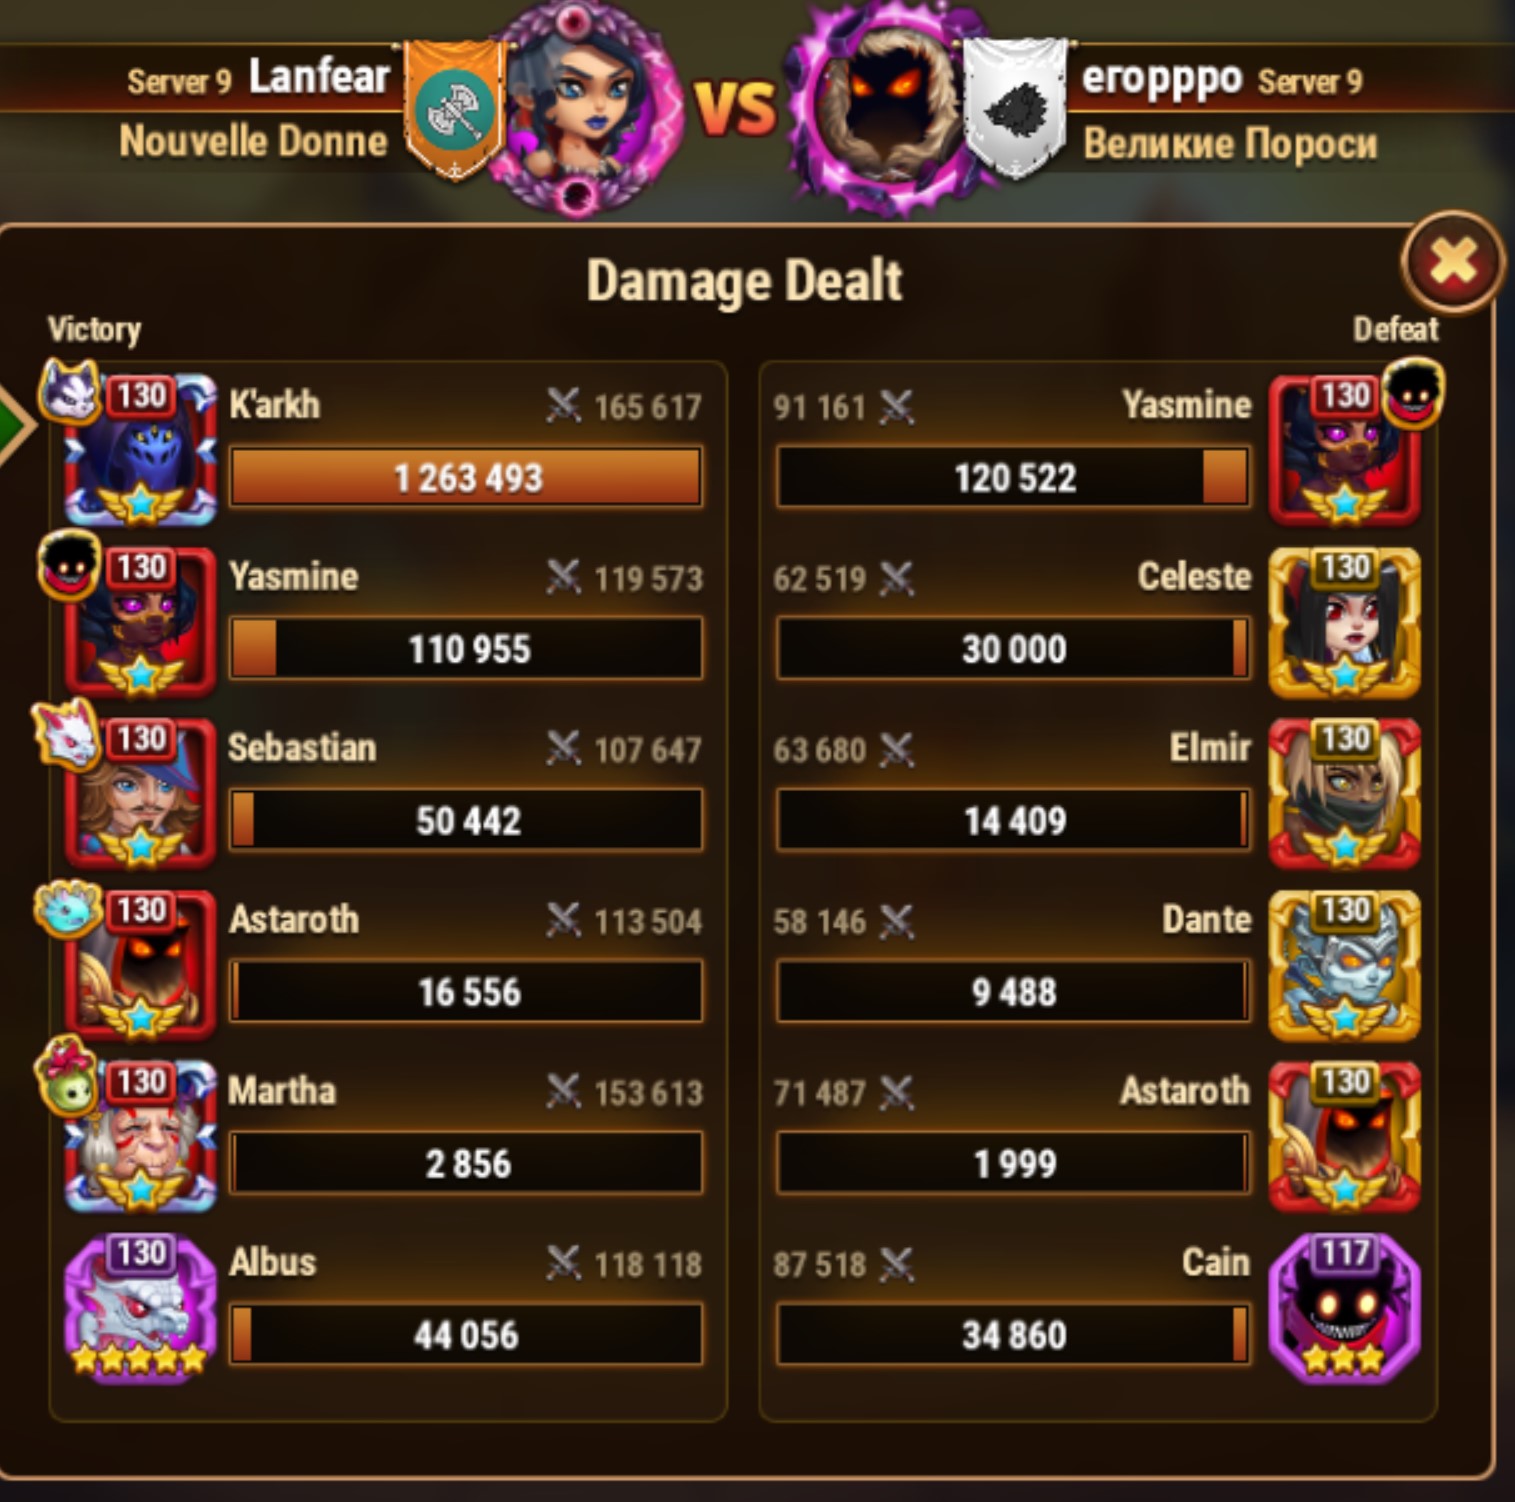 Server 9 Lanfear
Nouvelle Donne
VS
егорppo Server 9
Великие Пороси
Damage Dealt
Victory
Defeat
130 K'arkh 165 617
1 263 493
91 161 Yasmine 130
120 522
130 Yasmine 119 573
110 955
62 519 Celeste 130
30 000
130 Sebastian 107 647
50 442
63 680 Elmir 130
14 409
130 Astaroth 113 504
16 556
58 146 Dante 130
9 488
130 Martha 153 613
2 856
71 487 Astaroth 130
1 999
130 Albus 118 118
44 056
87 518 Cain 117
34 860